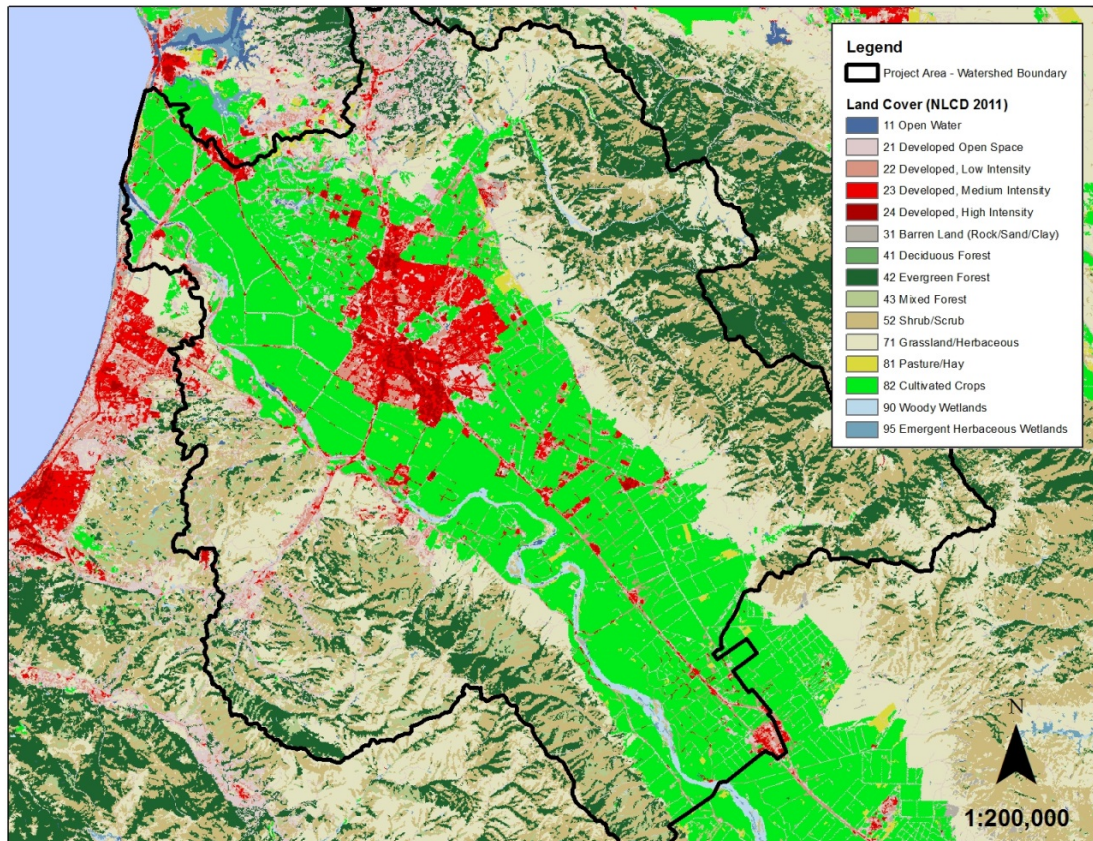 Legend
Project Area - Watershed Boundary
Land Cover (NLCD 2011)
11 Open Water
21 Developed Open Space
22 Developed, Low Intensity
23 Developed, Medium Intensity
24 Developed, High Intensity
31 Barren Land (Rock/Sand/Clay)
41 Deciduous Forest
42 Evergreen Forest
43 Mixed Forest
52 Shrub/Scrub
71 Grassland/Herbaceous
81 Pasture/Hay
82 Cultivated Crops
90 Woody Wetlands
95 Emergent Herbaceous Wetlands
N
1:200,000